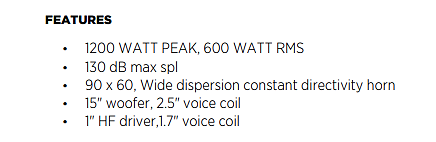 FEATURES
• 1200 WATT PEAK, 600 WATT RMS
• 130 dB max spl
• 90 x 60, Wide dispersion constant directivity horn
• 15" woofer, 2.5" voice coil
• 1" HF driver,1.7" voice coil